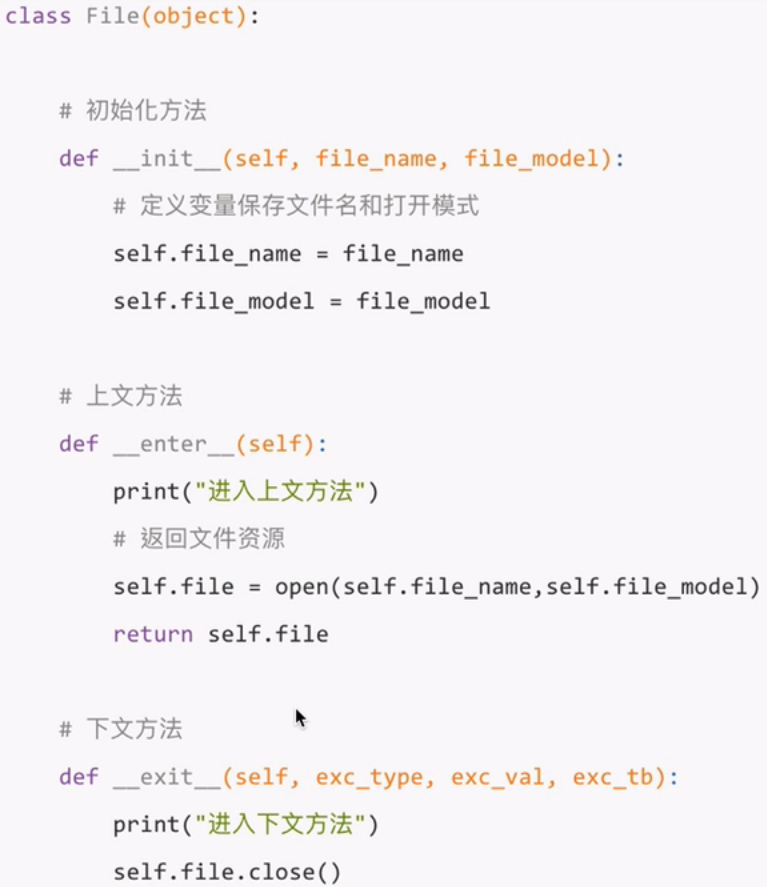 class File(object):
    # 初始化方法
    def __init__(self, file_name, file_model):
        # 定义变量保存文件名和打开模式
        self.file_name = file_name
        self.file_model = file_model
    # 上文方法
    def __enter__(self):
        print("进入上文方法")
        # 返回文件资源
        self.file = open(self.file_name,self.file_model)
        return self.file
    # 下文方法
    def __exit__(self, exc_type, exc_val, exc_tb):
        print("进入下文方法")
        self.file.close()